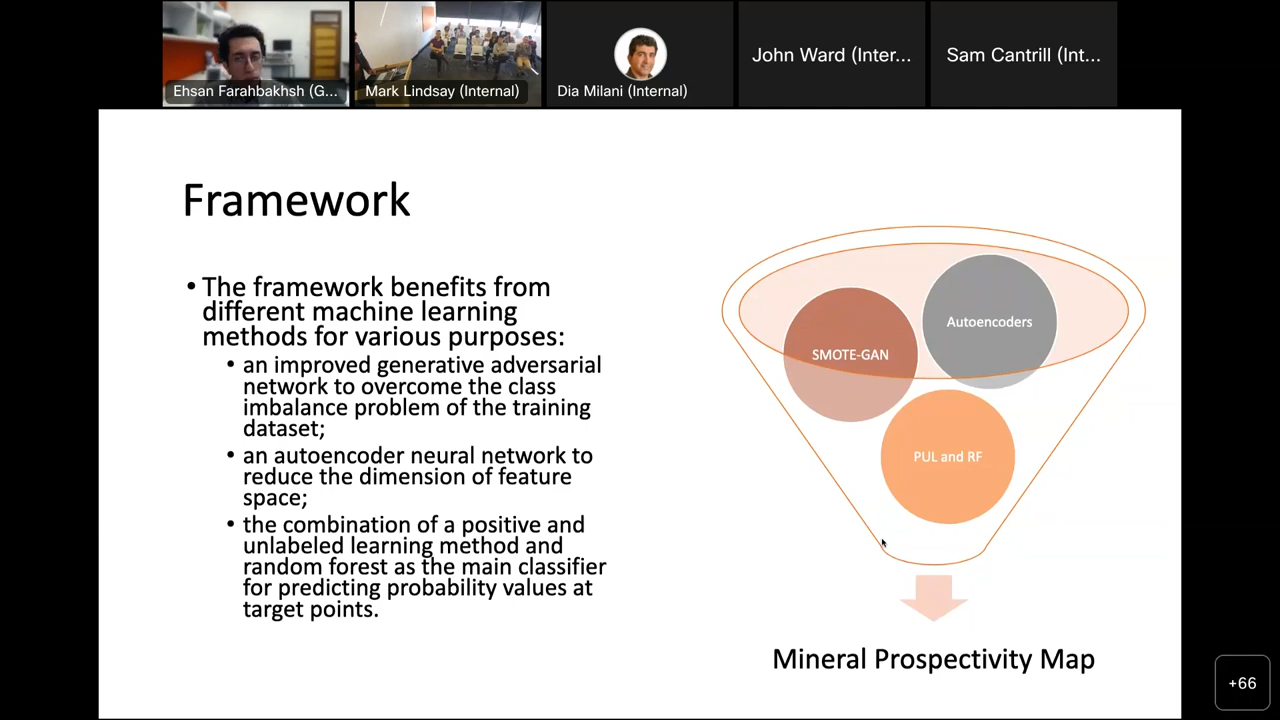 Ehsan Farahbakhsh (G...
Mark Lindsay (Internal)
Dia Milani (Internal)
John Ward (Inter...
Sam Cantrill (Int...
Framework
• The framework benefits from
different machine learning
methods for various purposes:
• an improved generative adversarial
network to overcome the class
imbalance problem of the training
dataset;
• an autoencoder neural network to
reduce the dimension of feature
space;
• the combination of a positive and
unlabeled learning method and
random forest as the main classifier
for predicting probability values at
target points.
Autoencoders
SMOTE-GAN
PUL and RF
Mineral Prospectivity Map
+66